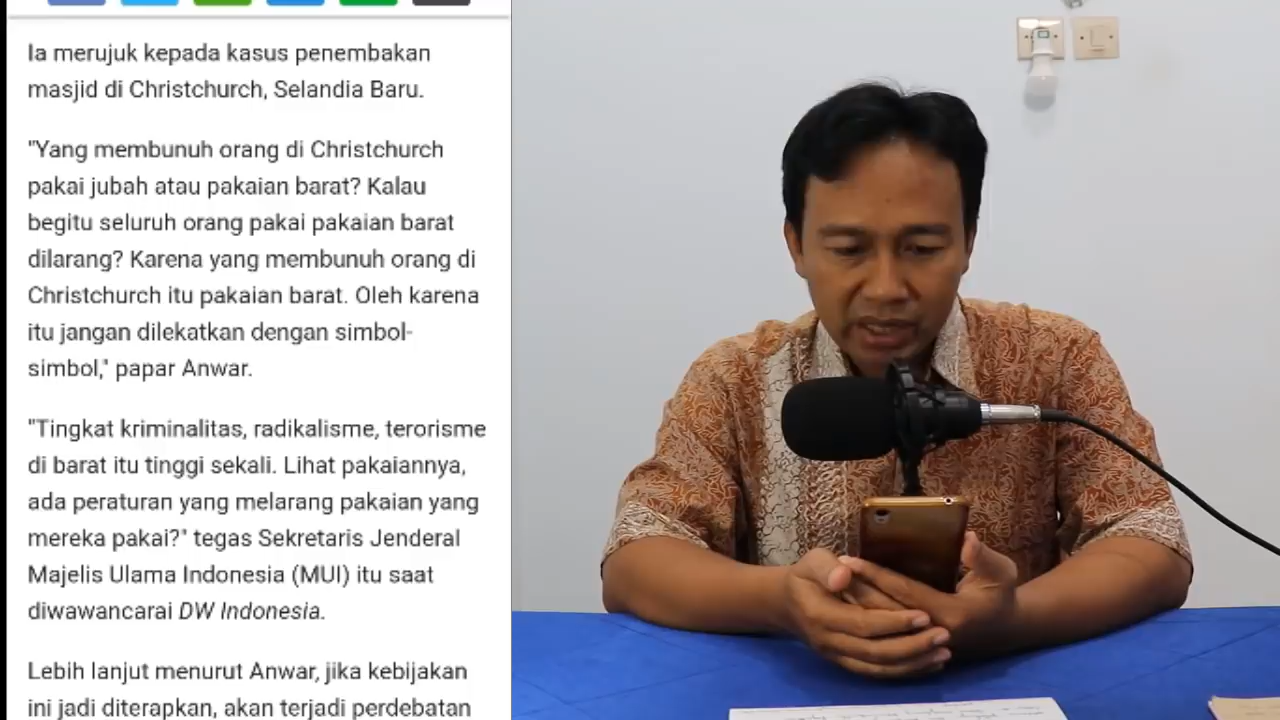 Ia merujuk kepada kasus penembakan
masjid di Christchurch, Selandia Baru.
"Yang membunuh orang di Christchurch
pakai jubah atau pakaian barat? Kalau
begitu seluruh orang pakai pakaian barat
dilarang? Karena yang membunuh orang di
Christchurch itu pakaian barat. Oleh karena
itu jangan dilekatkan dengan simbol-
simbol," papar Anwar.
"Tingkat kriminalitas, radikalisme, terorisme
di barat itu tinggi sekali. Lihat pakaiannya,
ada peraturan yang melarang pakaian yang
mereka pakai?" tegas Sekretaris Jenderal
Majelis Ulama Indonesia (MUI) itu saat
diwawancarai DW Indonesia.
Lebih lanjut menurut Anwar, jika kebijakan
ini jadi diterapkan, akan terjadi perdebatan